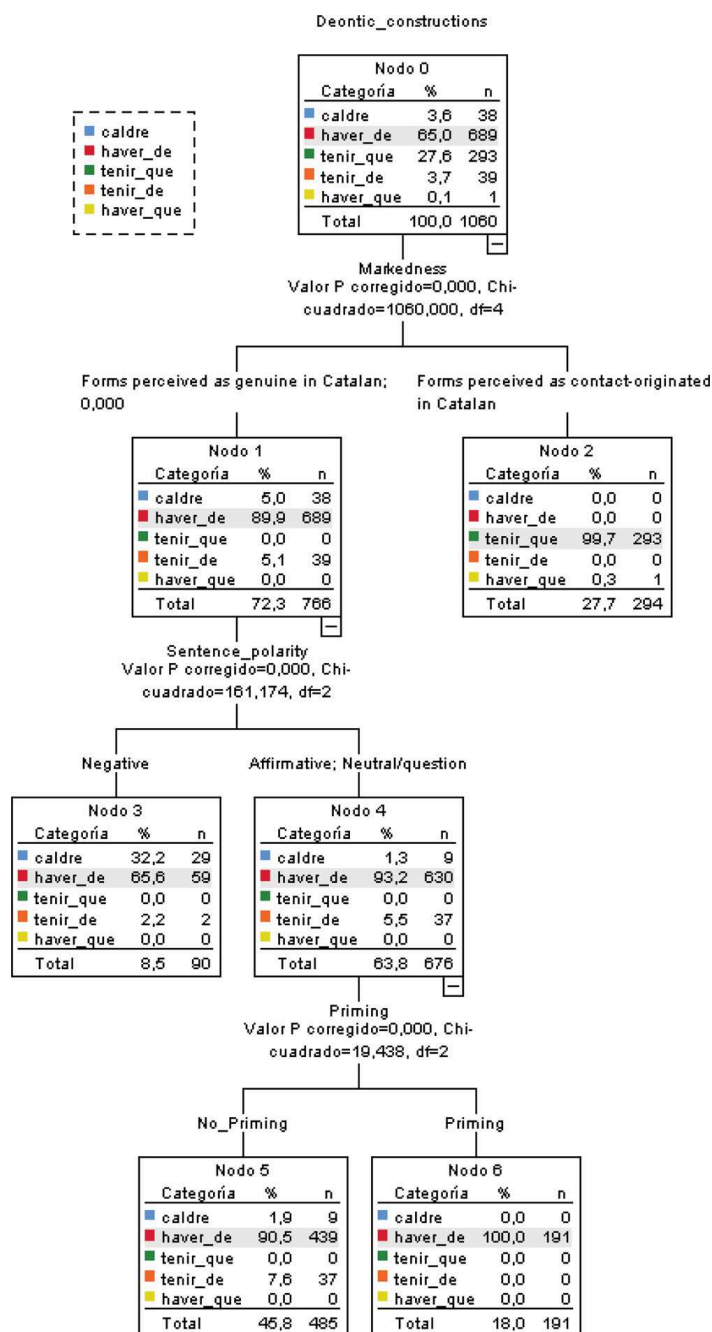 Deontic_constructions
caldre
haver_de
tenir_que
tenir_de
haver_que
Nodo 0
Categoría % n
caldre 3,6 38
haver_de 65,0 689
tenir_que 27,6 293
tenir_de 3,7 39
haver_que 0,1 1
Total 100,0 1060
Markedness
Valor P corregido=0,000, Chi-
cuadrado=1060,000, df=4
Forms perceived as genuine in Catalan;
0,000
Forms perceived as contact-originated
in Catalan
Nodo 1
Categoría % n
caldre 5,0 38
haver_de 89,9 689
tenir_que 0,0 0
tenir_de 5,1 39
haver_que 0,0 0
Total 72,3 766
Nodo 2
Categoría % n
caldre 0,0 0
haver_de 0,0 0
tenir_que 99,7 293
tenir_de 0,0 0
haver_que 0,3 1
Total 27,7 294
Sentence_polarity
Valor P corregido=0,000, Chi-
cuadrado=161,174, df=2
Negative
Affirmative; Neutral/question
Nodo 3
Categoría % n
caldre 32,2 29
haver_de 65,6 59
tenir_que 0,0 0
tenir_de 2,2 2
haver_que 0,0 0
Total 8,5 90
Nodo 4
Categoría % n
caldre 1,3 9
haver_de 93,2 630
tenir_que 0,0 0
tenir_de 5,5 37
haver_que 0,0 0
Total 63,8 676
Priming
Valor P corregido=0,000, Chi-
cuadrado=19,438, df=2
No_Priming
Priming
Nodo 5
Categoría % n
caldre 1,9 9
haver_de 90,5 439
tenir_que 0,0 0
tenir_de 7,6 37
haver_que 0,0 0
Total 45,8 485
Nodo 6
Categoría % n
caldre 0,0 0
haver_de 100,0 191
tenir_que 0,0 0
tenir_de 0,0 0
haver_que 0,0 0
Total 18,0 191